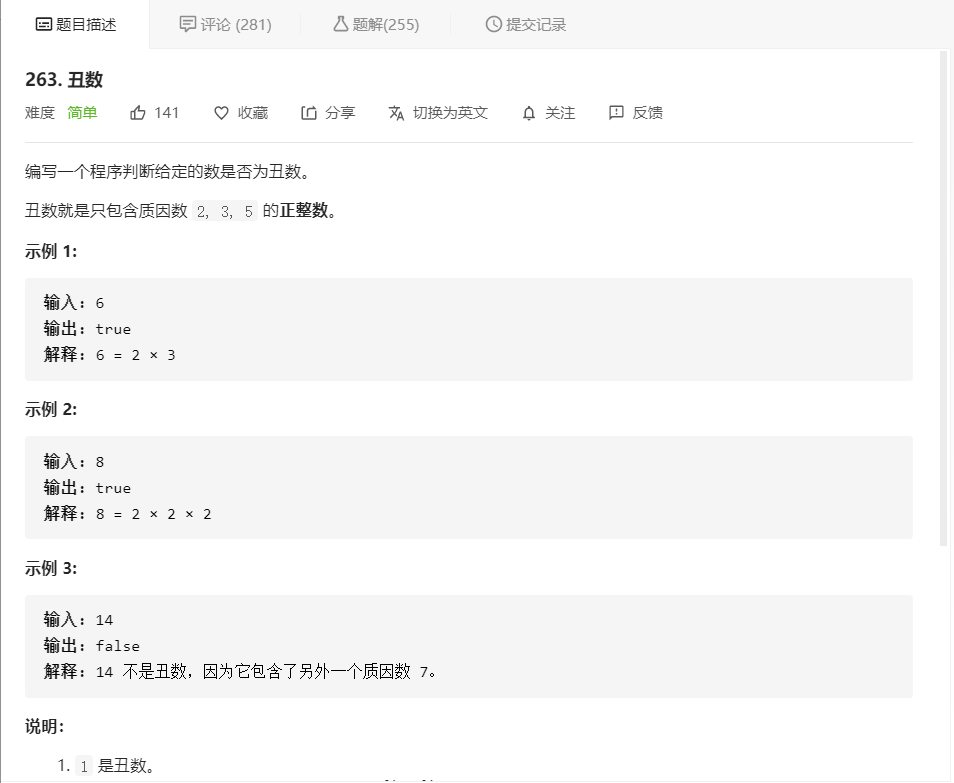 题目描述 评论 (281) 题解(255) 提交记录
263. 丑数
难度 简单 141 收藏 分享 切换为英文 关注 反馈
编写一个程序判断给定的数是否为丑数。
丑数就是只包含质因数 2, 3, 5 的正整数。
示例 1:
输入: 6
输出: true
解释: 6 = 2 × 3
示例 2:
输入: 8
输出: true
解释: 8 = 2 × 2 × 2
示例 3:
输入: 14
输出: false
解释: 14 不是丑数，因为它包含了另外一个质因数 7。
说明：
1. 1 是丑数。